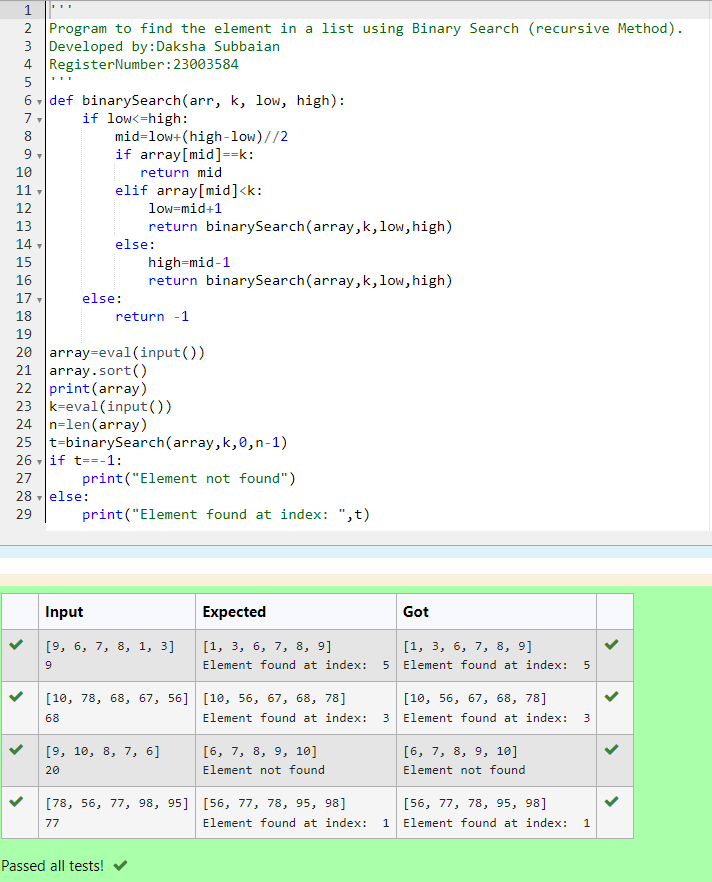 1 '''
2 Program to find the element in a list using Binary Search (recursive Method).
3 Developed by:Daksha Subbaian
4 RegisterNumber:23003584
5 '''
6 def binarySearch(arr, k, low, high):
7     if low<=high:
8         mid=low+(high-low)//2
9         if array[mid]==k:
10            return mid
11        elif array[mid]<k:
12             low=mid+1
13             return binarySearch(array,k,low,high)
14        else:
15             high=mid-1
16             return binarySearch(array,k,low,high)
17    else:
18        return -1
19
20 array=eval(input())
21 array.sort()
22 print(array)
23 k=eval(input())
24 n=len(array)
25 t=binarySearch(array,k,0,n-1)
26 if t==-1:
27     print("Element not found")
28 else:
29     print("Element found at index: ",t)
Input Expected Got
[9, 6, 7, 8, 1, 3] [1, 3, 6, 7, 8, 9] [1, 3, 6, 7, 8, 9]
9 Element found at index:  5 Element found at index:  5
[10, 78, 68, 67, 56] [10, 56, 67, 68, 78] [10, 56, 67, 68, 78]
68 Element found at index:  3 Element found at index:  3
[9, 10, 8, 7, 6] [6, 7, 8, 9, 10] [6, 7, 8, 9, 10]
20 Element not found Element not found
[78, 56, 77, 98, 95] [56, 77, 78, 95, 98] [56, 77, 78, 95, 98]
77 Element found at index:  1 Element found at index:  1
Passed all tests!